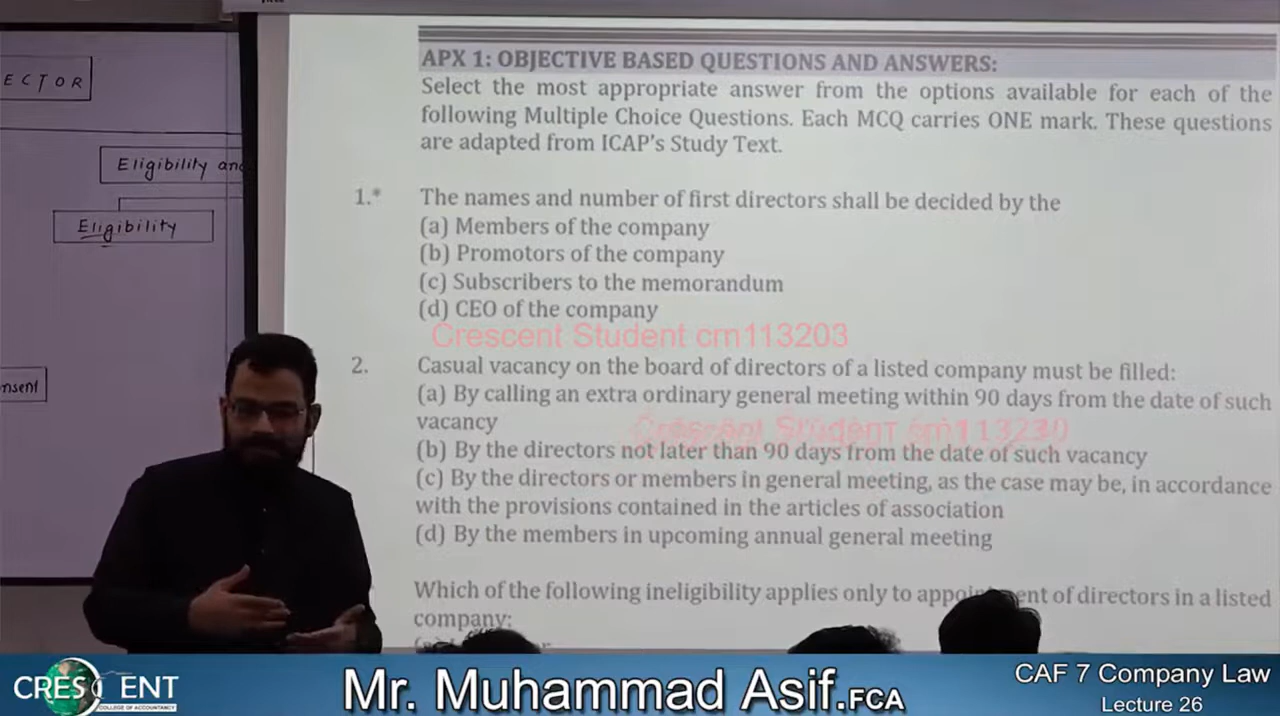 ECTOR
Eligibility and
Eligibility
nsent
APX 1: OBJECTIVE BASED QUESTIONS AND ANSWERS:
Select the most appropriate answer from the options available for each of the
following Multiple Choice Questions. Each MCQ carries ONE mark. These questions
are adapted from ICAP's Study Text.
1.* The names and number of first directors shall be decided by the
(a) Members of the company
(b) Promotors of the company
(c) Subscribers to the memorandum
(d) CEO of the company
Crescent Student crn113203
2. Casual vacancy on the board of directors of a listed company must be filled:
(a) By calling an extra ordinary general meeting within 90 days from the date of such
vacancy
Crescent Student
(b) By the directors not later than 90 days from the date of such vacancy
(c) By the directors or members in general meeting, as the case may be, in accordance
with the provisions contained in the articles of association
(d) By the members in upcoming annual general meeting
Which of the following ineligibility applies only to appointment of directors in a listed
company:
CRESCENT
COLLEGE OF ACCOUNTANCY
Mr. Muhammad Asif.FCA
CAF 7 Company Law
Lecture 26